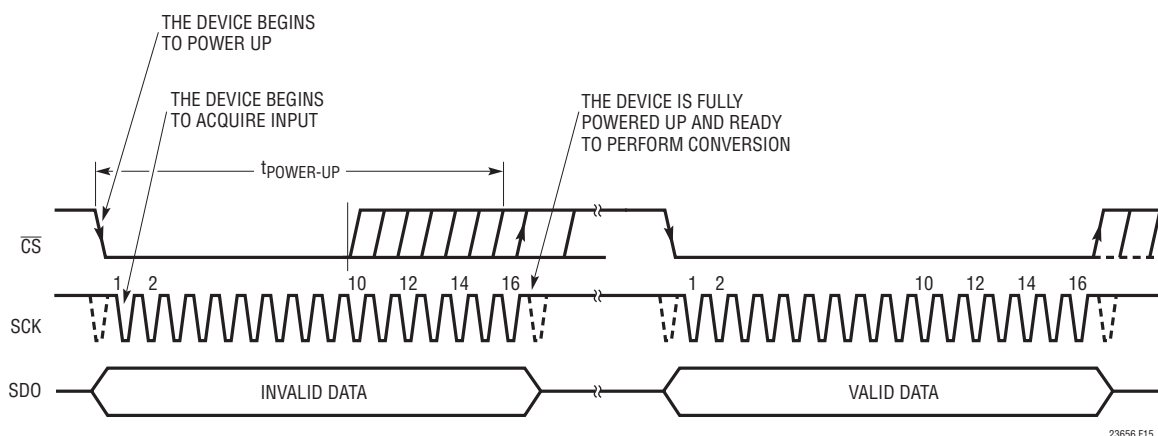 THE DEVICE BEGINS
TO POWER UP
THE DEVICE BEGINS
TO ACQUIRE INPUT
THE DEVICE IS FULLY
POWERED UP AND READY
TO PERFORM CONVERSION
tPOWER-UP
CS
1 2 10 12 14 16 1 2 10 12 14 16
SCK
SDO INVALID DATA VALID DATA
23656 F15